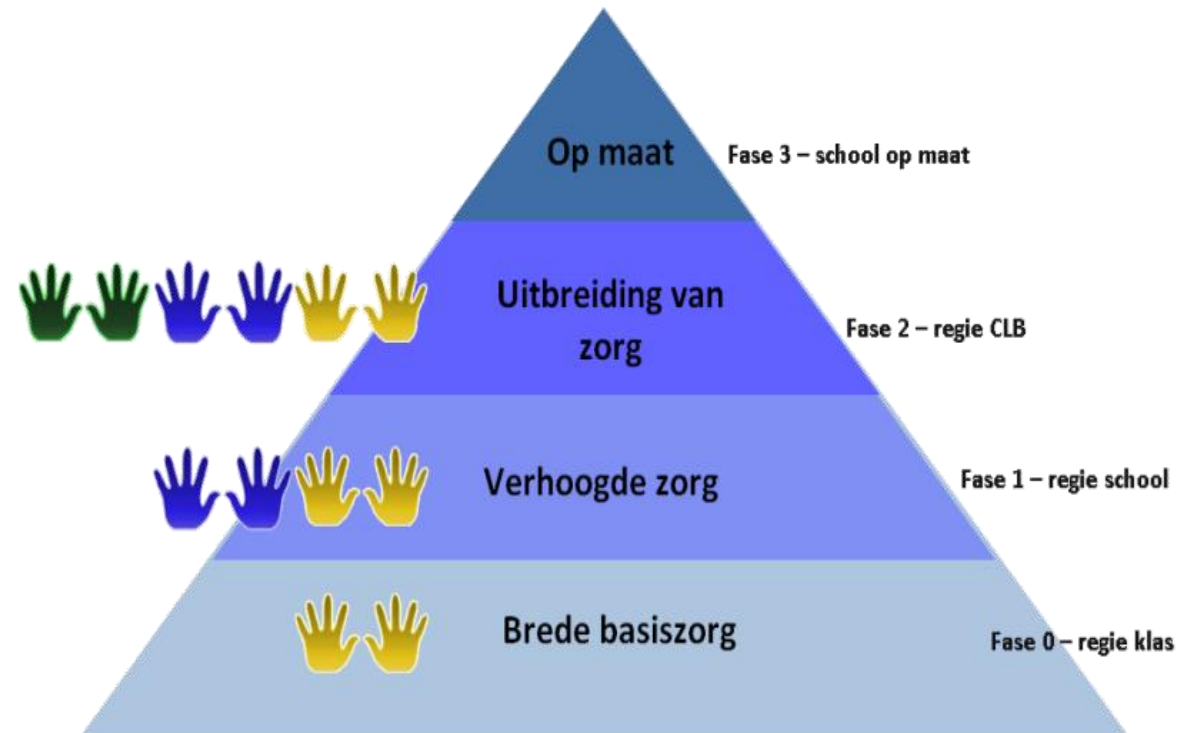 Op maat
Fase 3 – school op maat
Uitbreiding van
zorg
Fase 2 – regie CLB
Verhoogde zorg
Fase 1 – regie school
Brede basiszorg
Fase 0 – regie klas